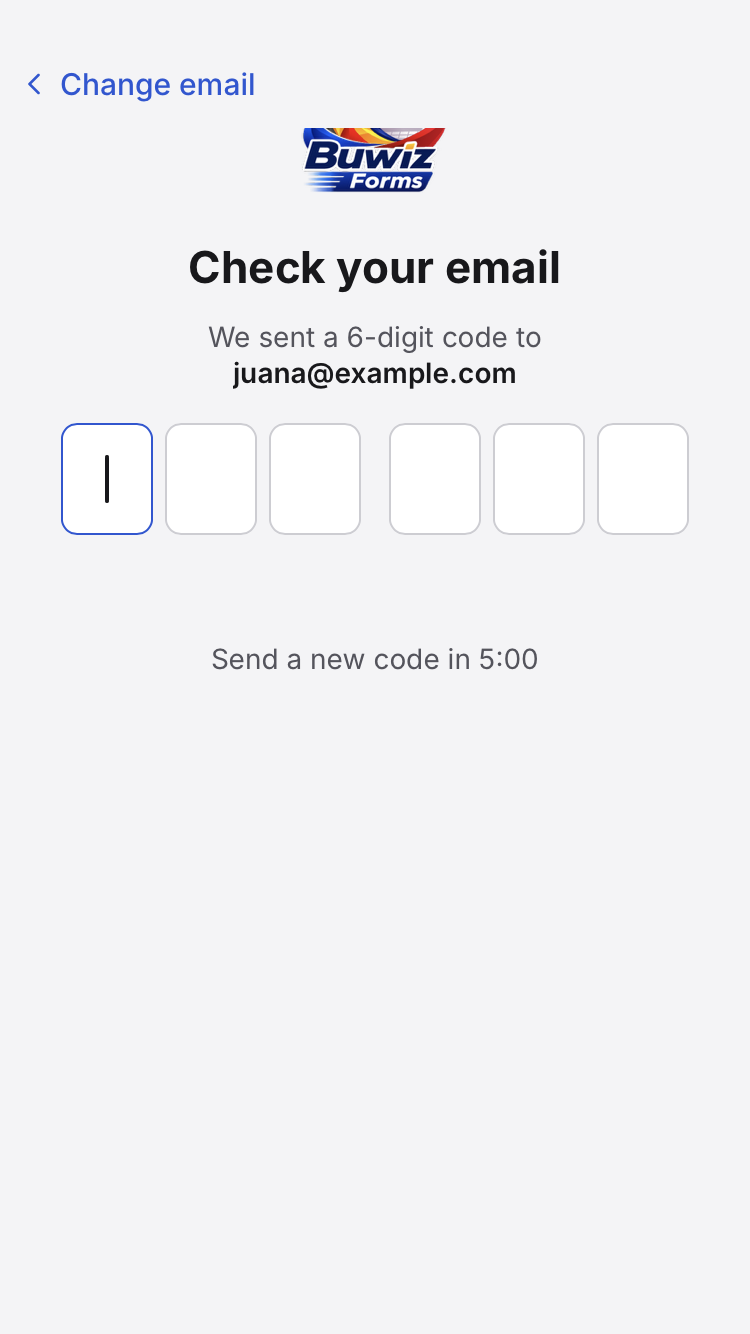 Change email
Buwiz
Forms
Check your email
We sent a 6-digit code to
juana@example.com
Send a new code in 5:00